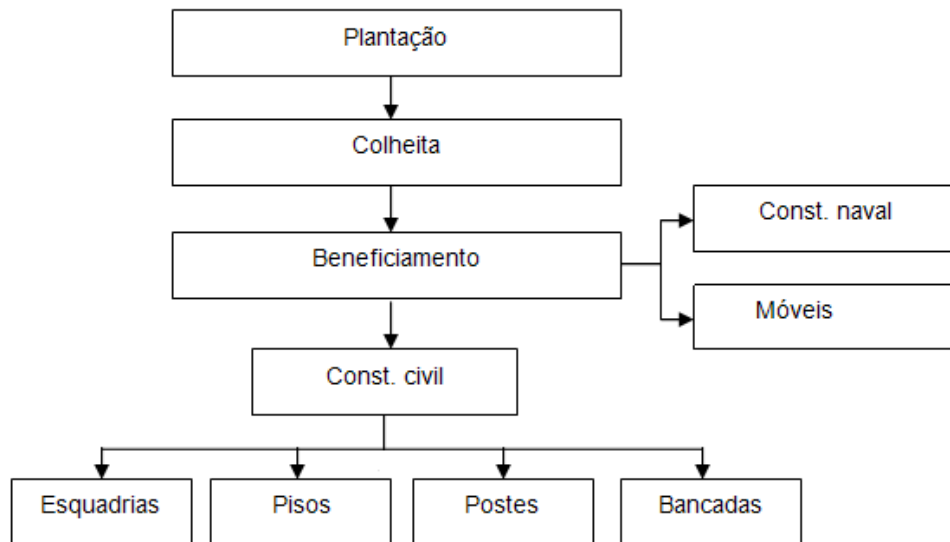 Plantação
Colheita
Const. naval
Beneficiamento
Móveis
Const. civil
Esquadrias
Pisos
Postes
Bancadas